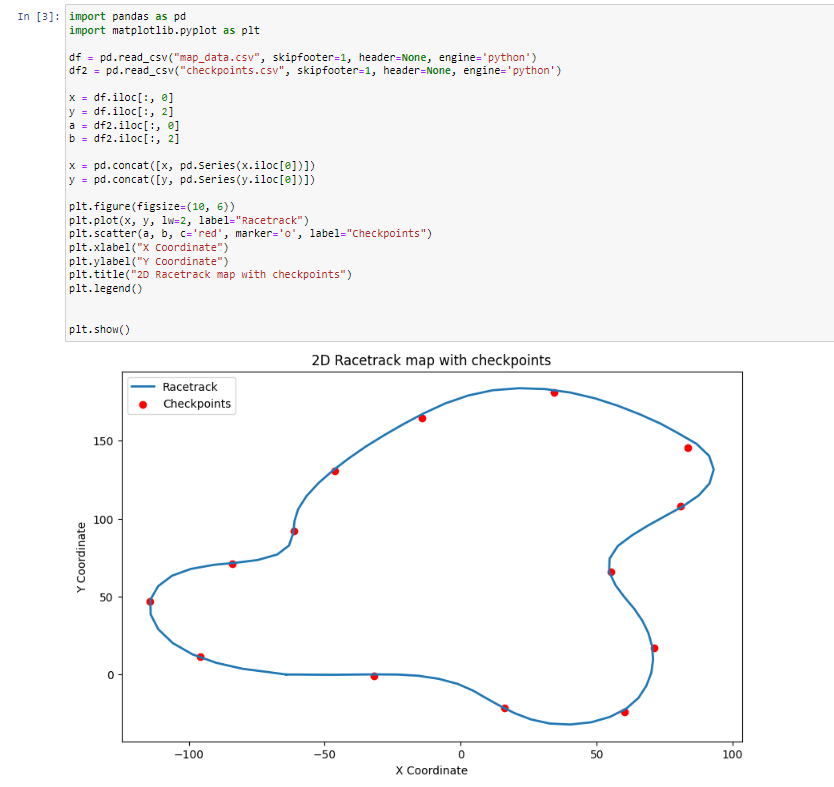 In [3]:
import pandas as pd
import matplotlib.pyplot as plt
df = pd.read_csv("map_data.csv", skipfooter=1, header=None, engine='python')
df2 = pd.read_csv("checkpoints.csv", skipfooter=1, header=None, engine='python')
x = df.iloc[:, 0]
y = df.iloc[:, 2]
a = df2.iloc[:, 0]
b = df2.iloc[:, 2]
x = pd.concat([x, pd.Series(x.iloc[0])])
y = pd.concat([y, pd.Series(y.iloc[0])])
plt.figure(figsize=(10, 6))
plt.plot(x, y, lw=2, label="Racetrack")
plt.scatter(a, b, c='red', marker='o', label="Checkpoints")
plt.xlabel("X Coordinate")
plt.ylabel("Y Coordinate")
plt.title("2D Racetrack map with checkpoints")
plt.legend()
plt.show()
2D Racetrack map with checkpoints
Racetrack
Checkpoints
150
100
50
0
Y Coordinate
−100
−50
0
50
100
X Coordinate